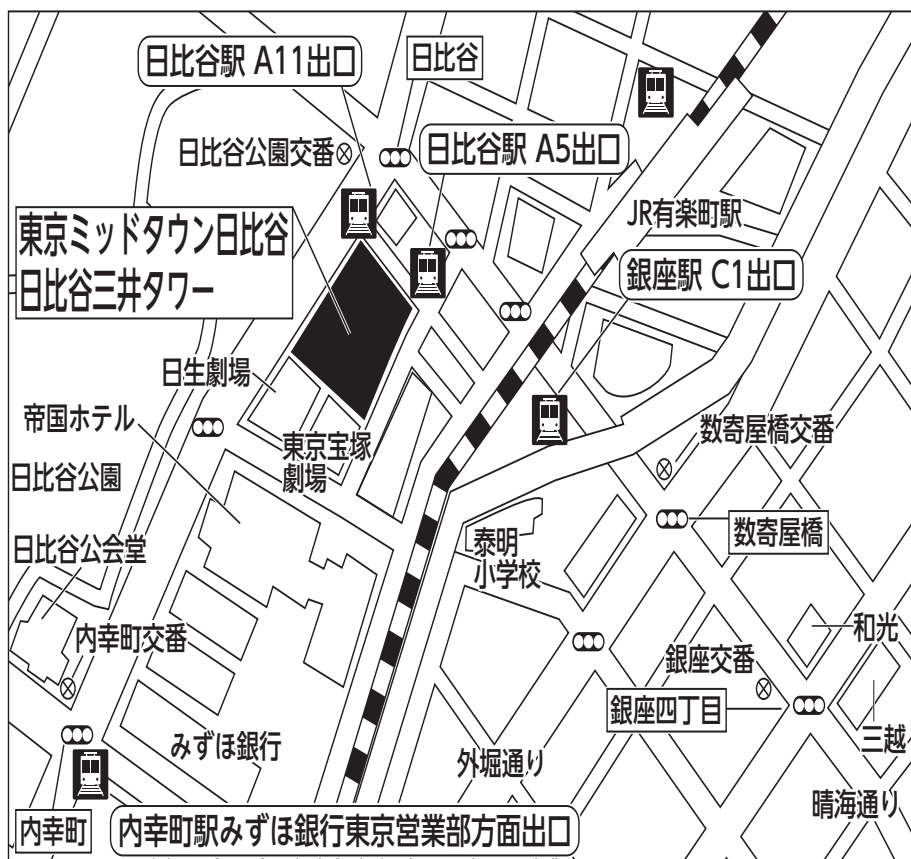 日比谷駅 A11出口
日比谷
日比谷公園交番
日比谷駅 A5出口
東京ミッドタウン日比谷
日比谷三井タワー
JR有楽町駅
銀座駅 C1出口
日生劇場
帝国ホテル
東京宝塚
劇場
数寄屋橋交番
日比谷公園
数寄屋橋
日比谷公会堂
泰明
小学校
内幸町交番
和光
銀座交番
銀座四丁目
みずほ銀行
外堀通り
三越
晴海通り
内幸町
内幸町駅みずほ銀行東京営業部方面出口